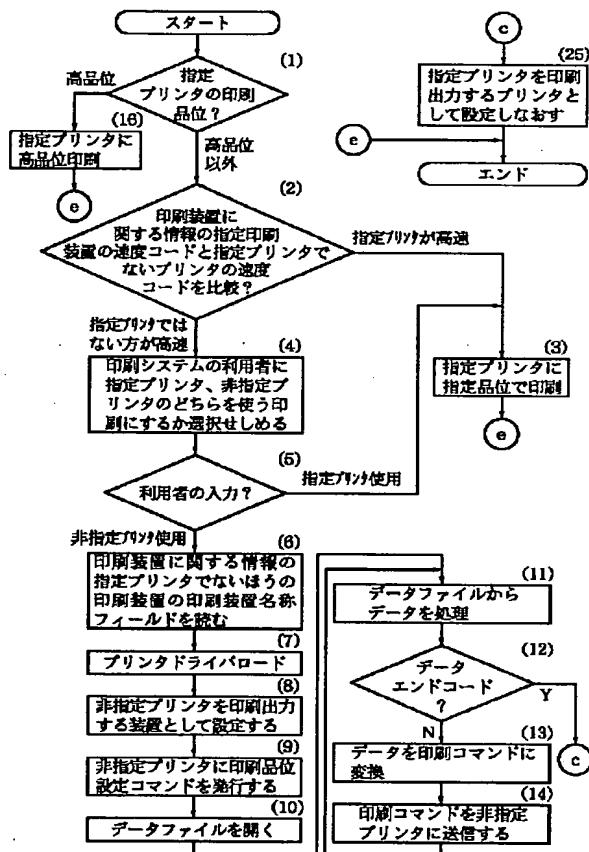 スタート
(1)
指定
プリンタの印刷
品位？
高品位
(16)
指定プリンタに
高品位印刷
e
高品位
以外
(2)
印刷装置に
関する情報の指定印刷
装置の速度コードと指定プリンタで
ないプリンタの速度
コードを比較？
指定プリンタが高速
指定プリンタでは
ない方が高速
(3)
指定プリンタに
指定品位で印刷
e
(4)
印刷システムの利用者に
指定プリンタ、非指定プ
リンタのどちらを使う印
刷にするか選択せしめる
(5)
利用者の入力？
指定プリンタ使用
非指定プリンタ使用
(6)
印刷装置に関する情報の
指定プリンタでないほうの
印刷装置の印刷装置名称
フィールドを読む
(7)
プリンタドライバロード
(8)
非指定プリンタを印刷出力
する装置として設定する
(9)
非指定プリンタに印刷品位
設定コマンドを発行する
(10)
データファイルを開く
(11)
データファイルから
データを処理
(12)
データ
エンドコード
？
Y
c
N
(13)
データを印刷コマンドに
変換
(14)
印刷コマンドを非指定
プリンタに送信する
c
(25)
指定プリンタを印刷
出力するプリンタと
して設定しなおす
e
エンド